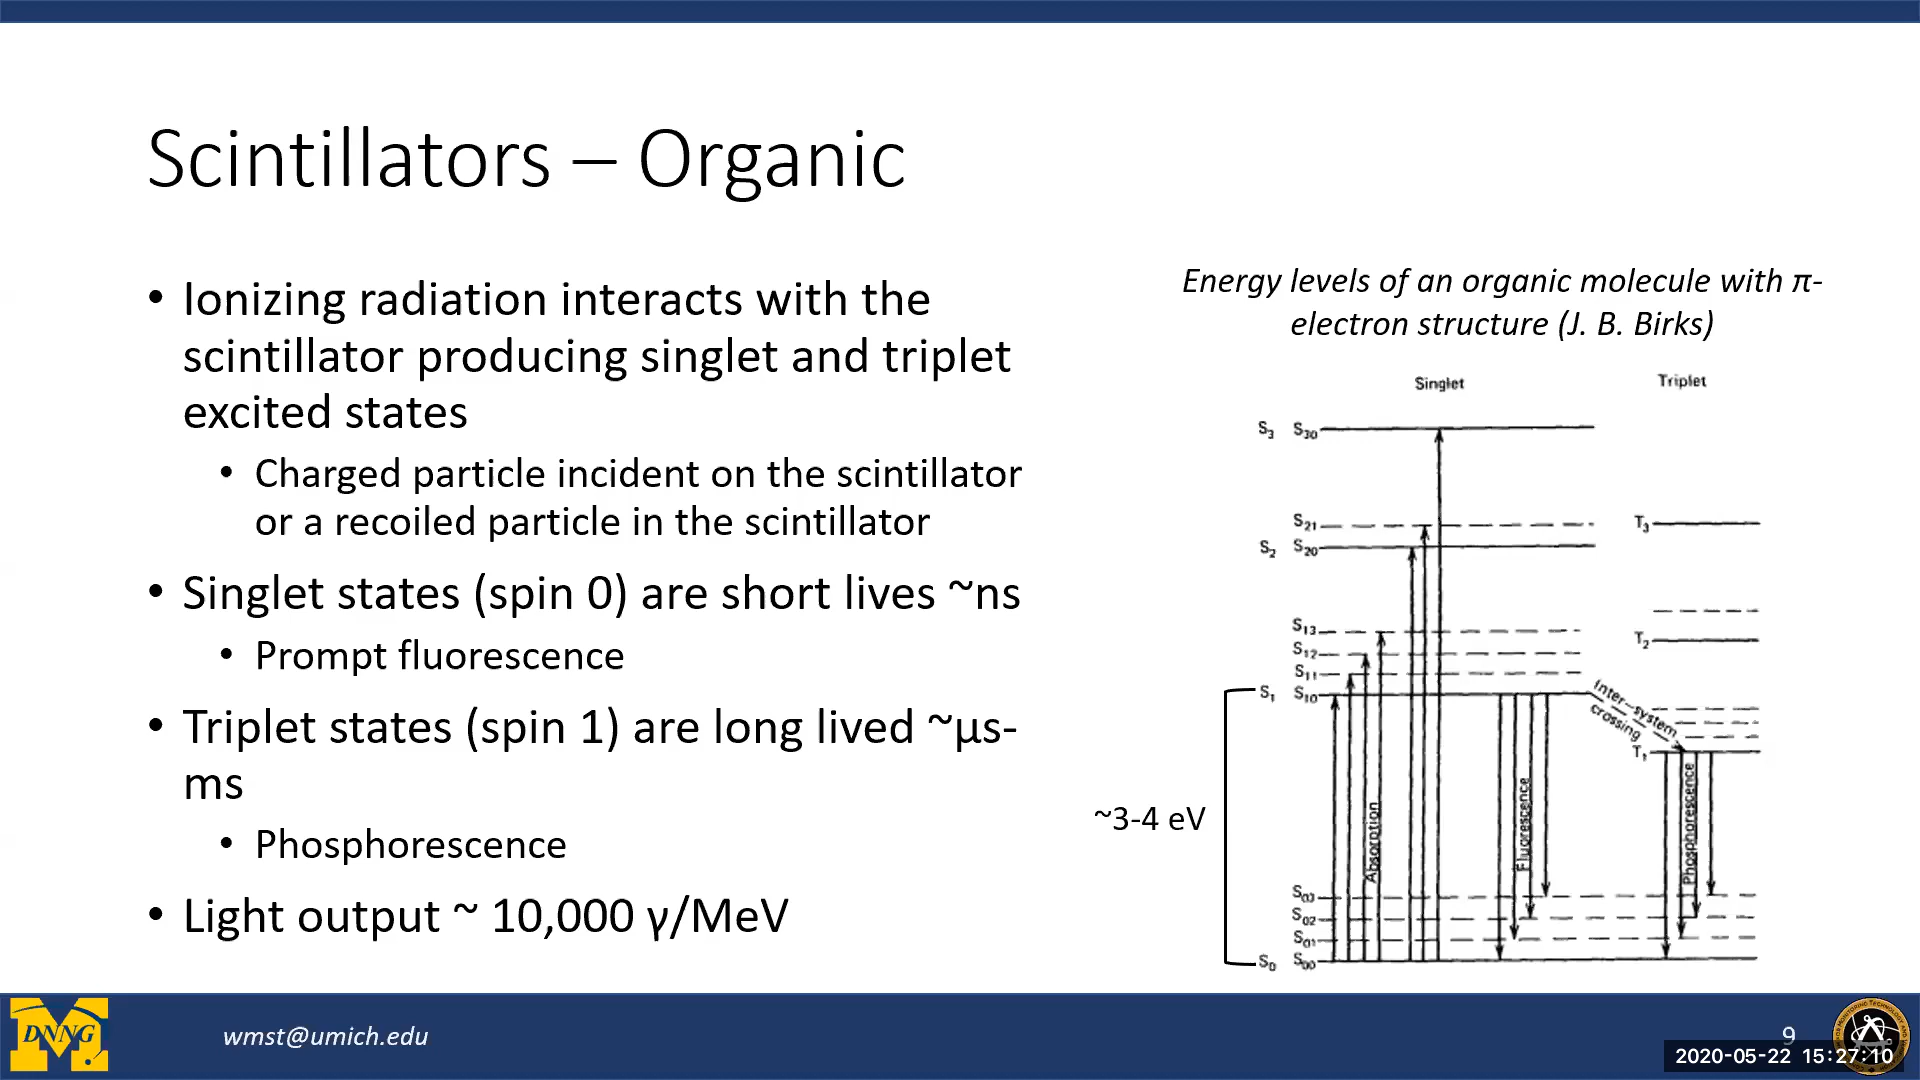 Scintillators – Organic
• Ionizing radiation interacts with the
scintillator producing singlet and triplet
excited states
• Charged particle incident on the scintillator
or a recoiled particle in the scintillator
• Singlet states (spin 0) are short lives ~ns
• Prompt fluorescence
• Triplet states (spin 1) are long lived ~μs-
ms
• Phosphorescence
• Light output ~ 10,000 γ/MeV
Energy levels of an organic molecule with π-
electron structure (J. B. Birks)
Singlet
Triplet
S3 S30
S21
T3
S2 S20
S13
T2
S12
S11
S1 S10
Inter-system
crossing
T1
~3-4 eV
Absorption
Fluorescence
Phosphorescence
S03
S02
S01
S0 S00
DNNG
wmst@umich.edu
9
2020-05-22 15:27:10